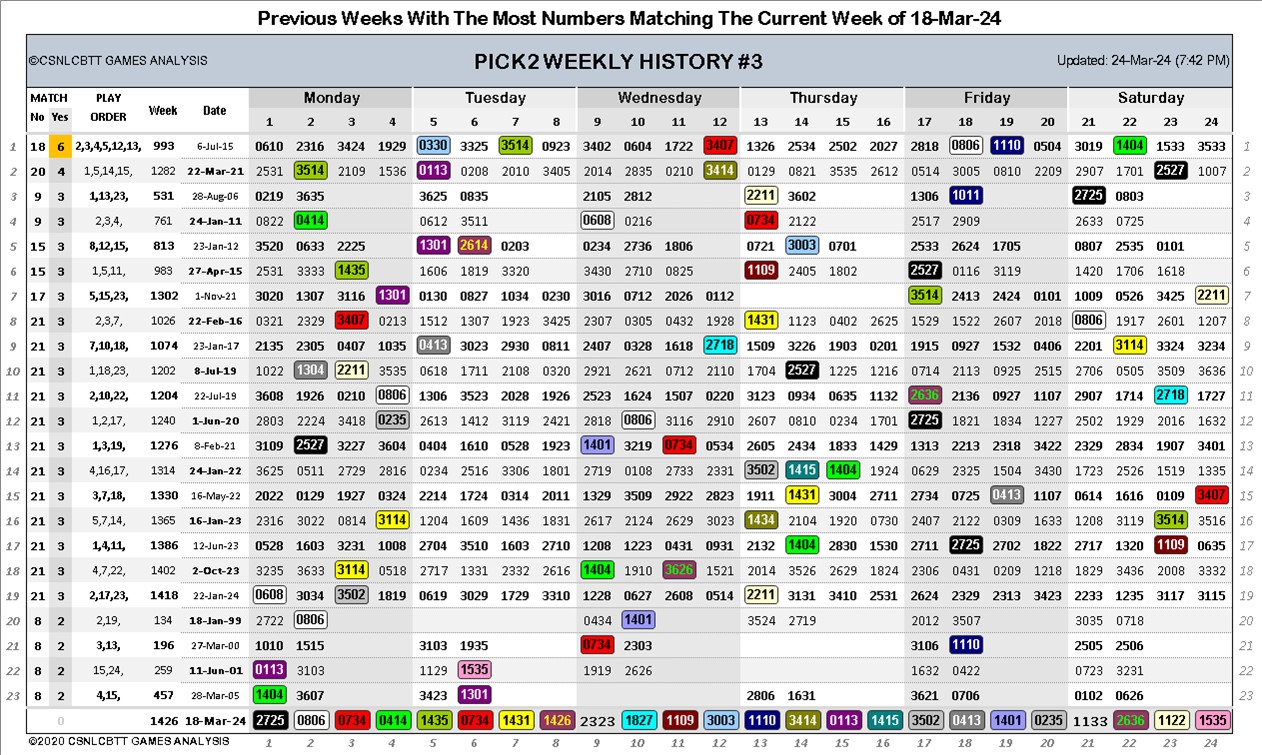 Previous Weeks With The Most Numbers Matching The Current Week of 18-Mar-24
©CSNLCBTT GAMES ANALYSIS PICK2 WEEKLY HISTORY #3 Updated: 24-Mar-24 (7:42 PM)
MATCH PLAY Week Date Monday Tuesday Wednesday Thursday Friday Saturday
No Yes ORDER 1 2 3 4 5 6 7 8 9 10 11 12 13 14 15 16 17 18 19 20 21 22 23 24
1 18 6 2,3,4,5,12,13, 993 6-Jul-15 0610 2316 3424 1929 0330 3325 3514 0923 3402 0604 1722 3407 1326 2534 2502 2027 2818 0806 1110 0504 3019 1404 1533 3533 1
2 20 4 1,5,14,15, 1282 22-Mar-21 2531 3514 2109 1536 0113 0208 2010 3405 2014 2835 0210 3414 0129 0821 3535 2612 0514 3005 0810 2209 2907 1701 2527 1007 2
3 9 3 1,13,23, 531 28-Aug-06 0219 3635 3625 0835 2105 2812 2211 3602 1306 1011 2725 0803 3
4 9 3 2,3,4, 761 24-Jan-11 0822 0414 0612 3511 0608 0216 0734 2122 2517 2909 2633 0725 4
5 15 3 8,12,15, 813 23-Jan-12 3520 0633 2225 1301 2614 0203 0234 2736 1806 0721 3003 0701 2533 2624 1705 0807 2535 0101 5
6 15 3 1,5,11, 983 27-Apr-15 2531 3333 1435 1606 1819 3320 3430 2710 0825 1109 2405 1802 2527 0116 3119 1420 1706 1618 6
7 17 3 5,15,23, 1302 1-Nov-21 3020 1307 3116 1301 0130 0827 1034 0230 3016 0712 2026 0112 3514 2413 2424 0101 1009 0526 3425 2211 7
8 21 3 2,3,7, 1026 22-Feb-16 0321 2329 3407 0213 1512 1307 1923 3425 2307 0305 0432 1928 1431 1123 0402 2625 1529 1522 2607 2018 0806 1917 2601 1207 8
9 21 3 7,10,18, 1074 23-Jan-17 2135 2305 0407 1035 0413 3023 2930 0811 2407 0328 1618 2718 1509 3226 1903 0201 1915 0927 1532 0406 2201 3114 3324 3234 9
10 21 3 1,18,23, 1202 8-Jul-19 1022 1304 2211 3535 0618 1711 2108 0320 2921 2621 0712 2110 1704 2527 1225 1216 0714 2113 0925 2515 2706 0505 3509 3636 10
11 21 3 2,10,22, 1204 22-Jul-19 3608 1926 0210 0806 1306 3523 2028 1926 2523 1624 1507 0220 3123 0934 0635 1132 2636 2136 0927 1107 2907 1714 2718 1727 11
12 21 3 1,2,17, 1240 1-Jun-20 2803 2224 3418 0235 2613 1412 3119 2421 2818 0806 3116 2910 2607 0810 0234 1701 2725 1821 1834 1227 2502 1929 2016 1632 12
13 21 3 1,3,19, 1276 8-Feb-21 3109 2527 3227 3604 0404 1610 0528 1923 1401 3219 0734 0534 2605 2434 1833 1429 1313 2213 2318 3422 2329 2834 1907 3401 13
14 21 3 4,16,17, 1314 24-Jan-22 3625 0511 2729 2816 0234 2516 3306 1801 2719 0108 2733 2331 3502 1415 1404 1924 0629 2325 1504 3430 1723 2526 1519 1335 14
15 21 3 3,7,18, 1330 16-May-22 2022 0129 1927 0324 2214 1724 0314 2011 1329 3509 2922 2823 1911 1431 3004 2711 2734 0725 0413 1107 0614 1616 0109 3407 15
16 21 3 5,7,14, 1365 16-Jan-23 2316 3022 0814 3114 1204 1609 1436 1831 2617 2124 2629 3023 1434 2104 1920 0730 2407 2122 0309 1633 1208 3119 3514 3516 16
17 21 3 1,4,11, 1386 12-Jun-23 0528 1603 3231 1008 2704 3510 1603 2710 1208 1223 0431 0931 2132 1404 2830 1530 2711 2725 2702 1822 2717 1320 1109 0635 17
18 21 3 4,7,22, 1402 2-Oct-23 3235 3633 3114 0518 2717 1331 2332 2616 1404 1910 3626 1521 2014 3526 2629 1824 2306 0431 0209 1218 1829 3436 2008 3332 18
19 21 3 2,17,23, 1418 22-Jan-24 0608 3034 3502 1819 0619 3029 1729 3310 1228 0627 2608 0514 2211 3131 3410 2531 2624 2329 2313 3423 2233 1235 3117 3115 19
20 8 2 2,19, 134 18-Jan-99 2722 0806 0434 1401 3524 2719 2012 3507 3035 0718 20
21 8 2 3,13, 196 27-Mar-00 1010 1515 3103 1935 0734 2303 3106 1110 2505 2506 21
22 8 2 15,24, 259 11-Jun-01 0113 3103 1129 1535 1919 2626 1632 0422 0723 3231 22
23 8 2 4,15, 457 28-Mar-05 1404 3607 3423 1301 2806 1631 3621 0706 0102 0626 23
0 1426 18-Mar-24 2725 0806 0734 0414 1435 0734 1431 1426 2323 1827 1109 3003 1110 3414 0113 1415 3502 0413 1401 0235 1133 2636 1122 1535
©2020 CSNLCBTT GAMES ANALYSIS 1 2 3 4 5 6 7 8 9 10 11 12 13 14 15 16 17 18 19 20 21 22 23 24